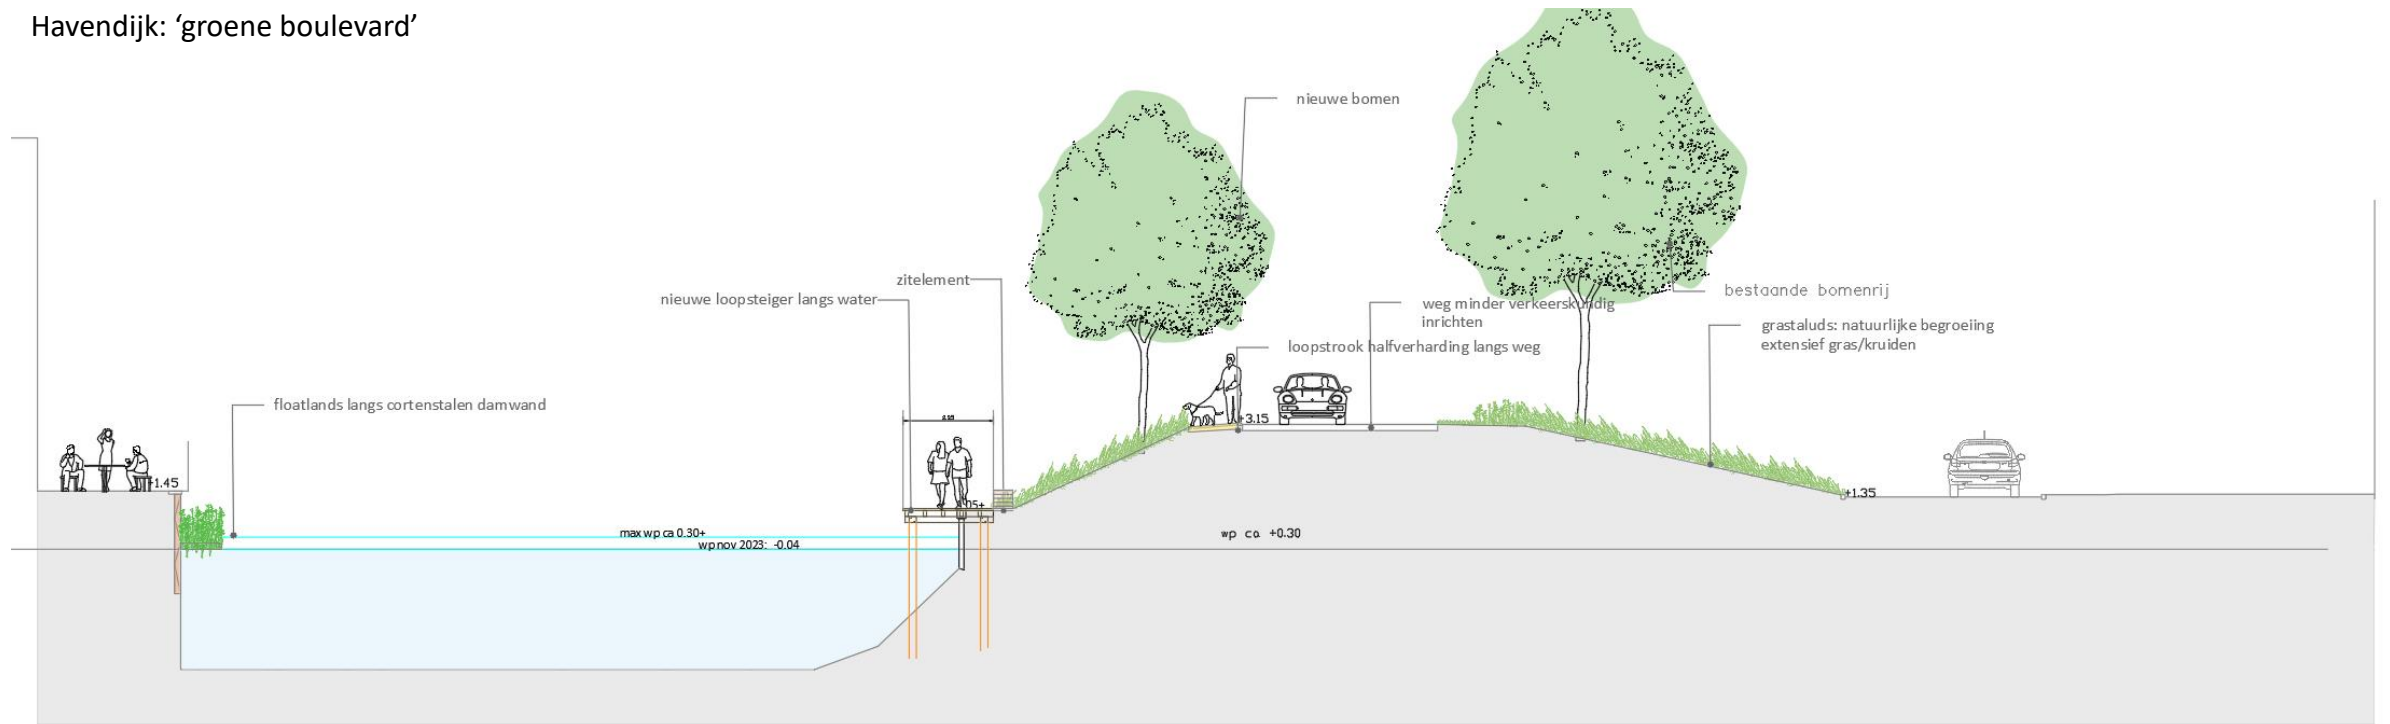 Havendijk: ‘groene boulevard’
nieuwe bomen
zitelement
nieuwe loopsteiger langs water
weg minder verkeerskundig
inrichten
bestaande bomenrij
grastaluds: natuurlijke begroeiing
extensief gras/kruiden
loopstrook halfverharding langs weg
floatlands langs cortenstalen damwand
+3.15
+1.45
+1.35
05+
max wp ca 0.30+
wp nov 2023: -0.04
wp ca +0.30